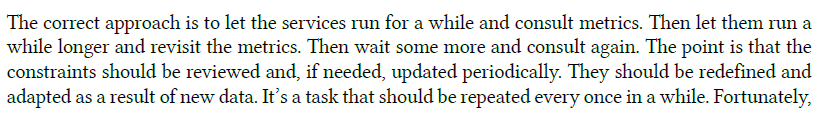 The correct approach is to let the services run for a while and consult metrics. Then let them run a
while longer and revisit the metrics. Then wait some more and consult again. The point is that the
constraints should be reviewed and, if needed, updated periodically. They should be redefined and
adapted as a result of new data. It’s a task that should be repeated every once in a while. Fortunately,